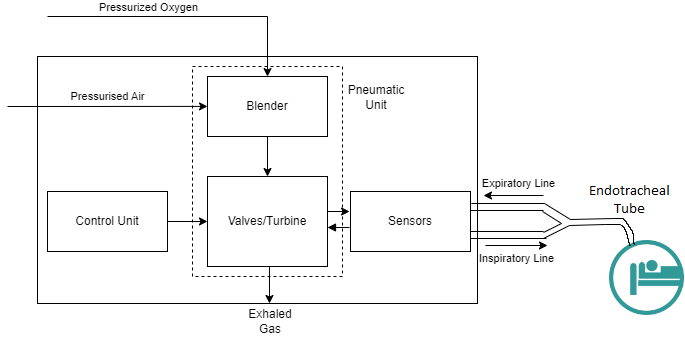 Pressurized Oxygen
Pressurised Air
Blender
Pneumatic
Unit
Control Unit
Valves/Turbine
Sensors
Expiratory Line
Inspiratory Line
Endotracheal
Tube
Exhaled
Gas